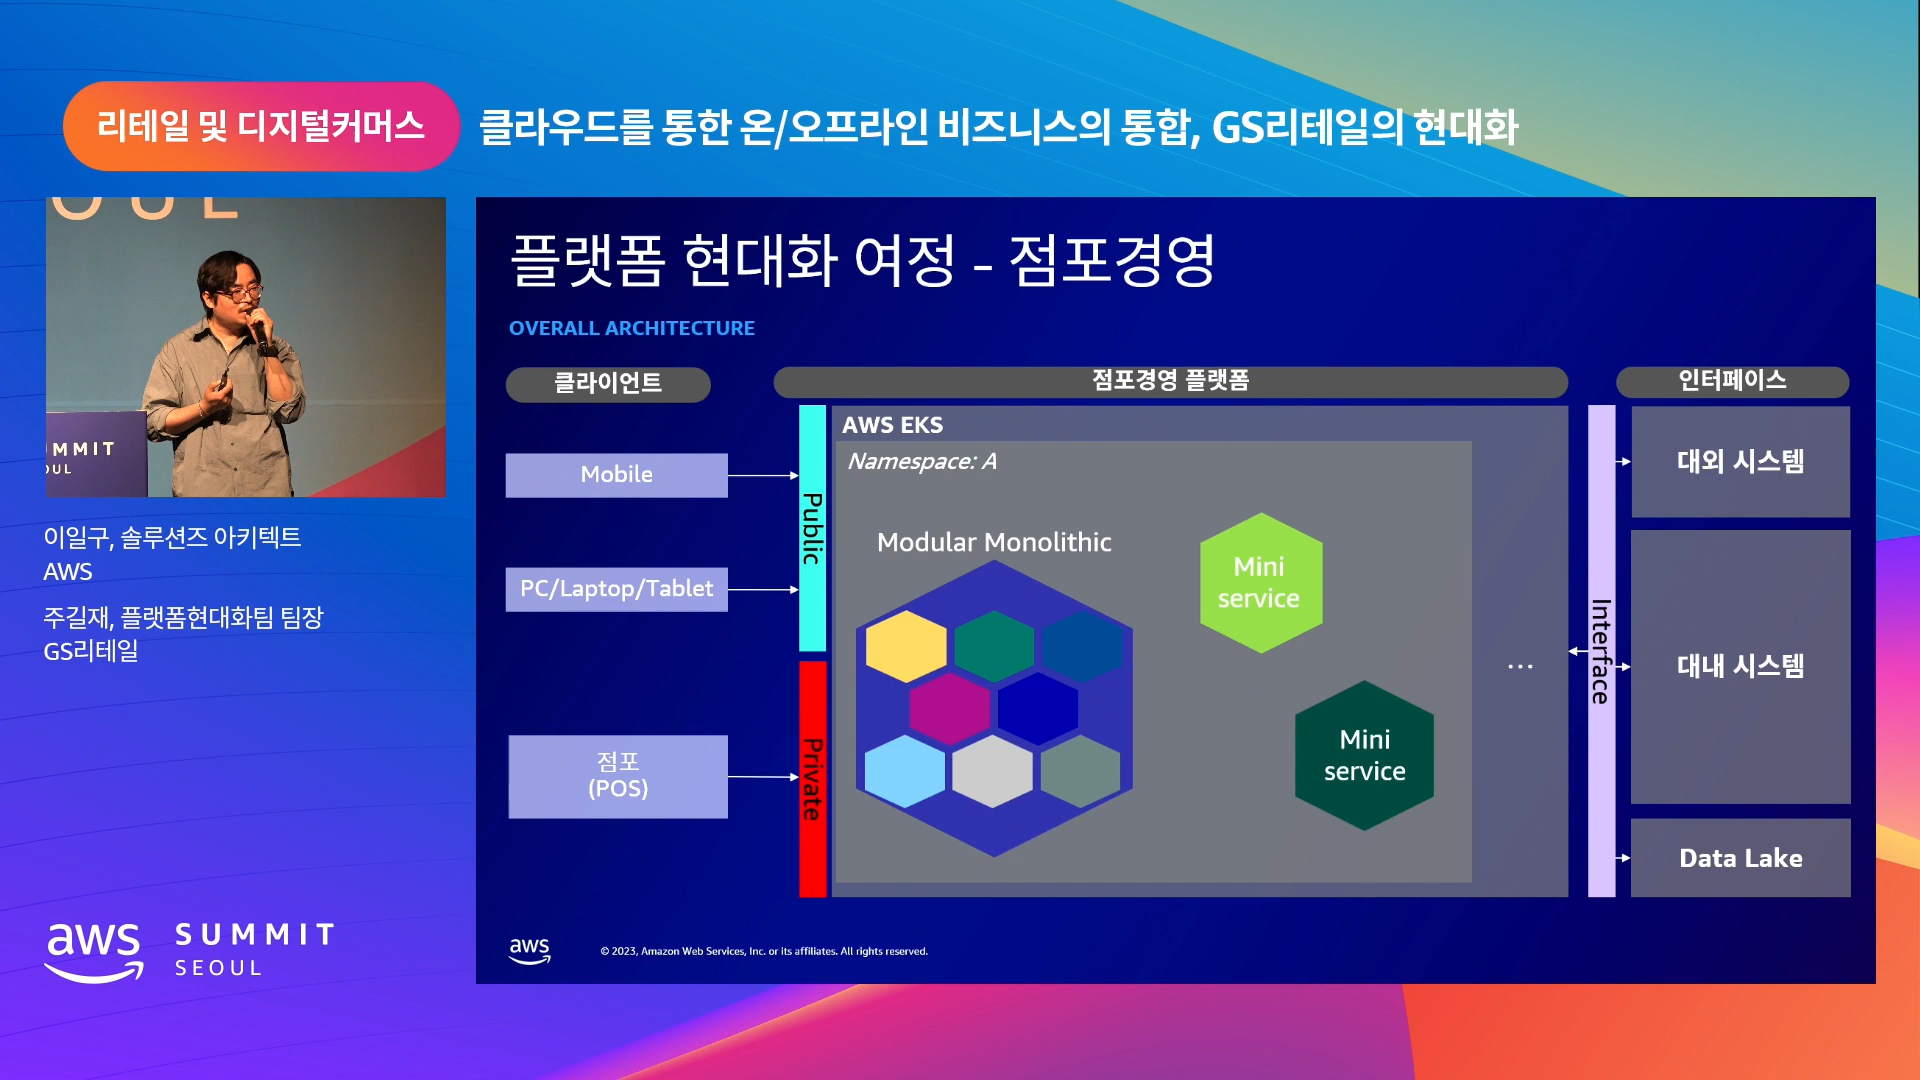 리테일 및 디지털커머스
클라우드를 통한 온/오프라인 비즈니스의 통합, GS리테일의 현대화
OUL
UMMIT
OUL
이일구, 솔루션즈 아키텍트
AWS
주길재, 플랫폼현대화팀 팀장
GS리테일
aws
SUMMIT
SEOUL
플랫폼 현대화 여정 - 점포경영
OVERALL ARCHITECTURE
클라이언트
점포경영 플랫폼
인터페이스
Mobile
PC/Laptop/Tablet
점포
(POS)
Public
Private
AWS EKS
Namespace: A
Modular Monolithic
Mini
service
Mini
service
...
Interface
대외 시스템
대내 시스템
Data Lake
aws
© 2023, Amazon Web Services, Inc. or its affiliates. All rights reserved.